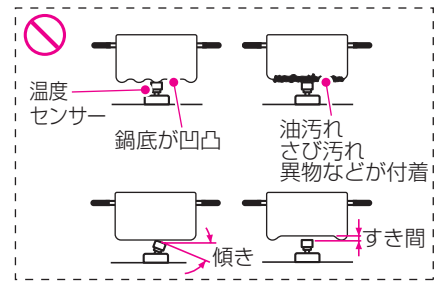 温度
センサー
鍋底が凹凸
油汚れ
さび汚れ
異物などが付着
傾き
すき間